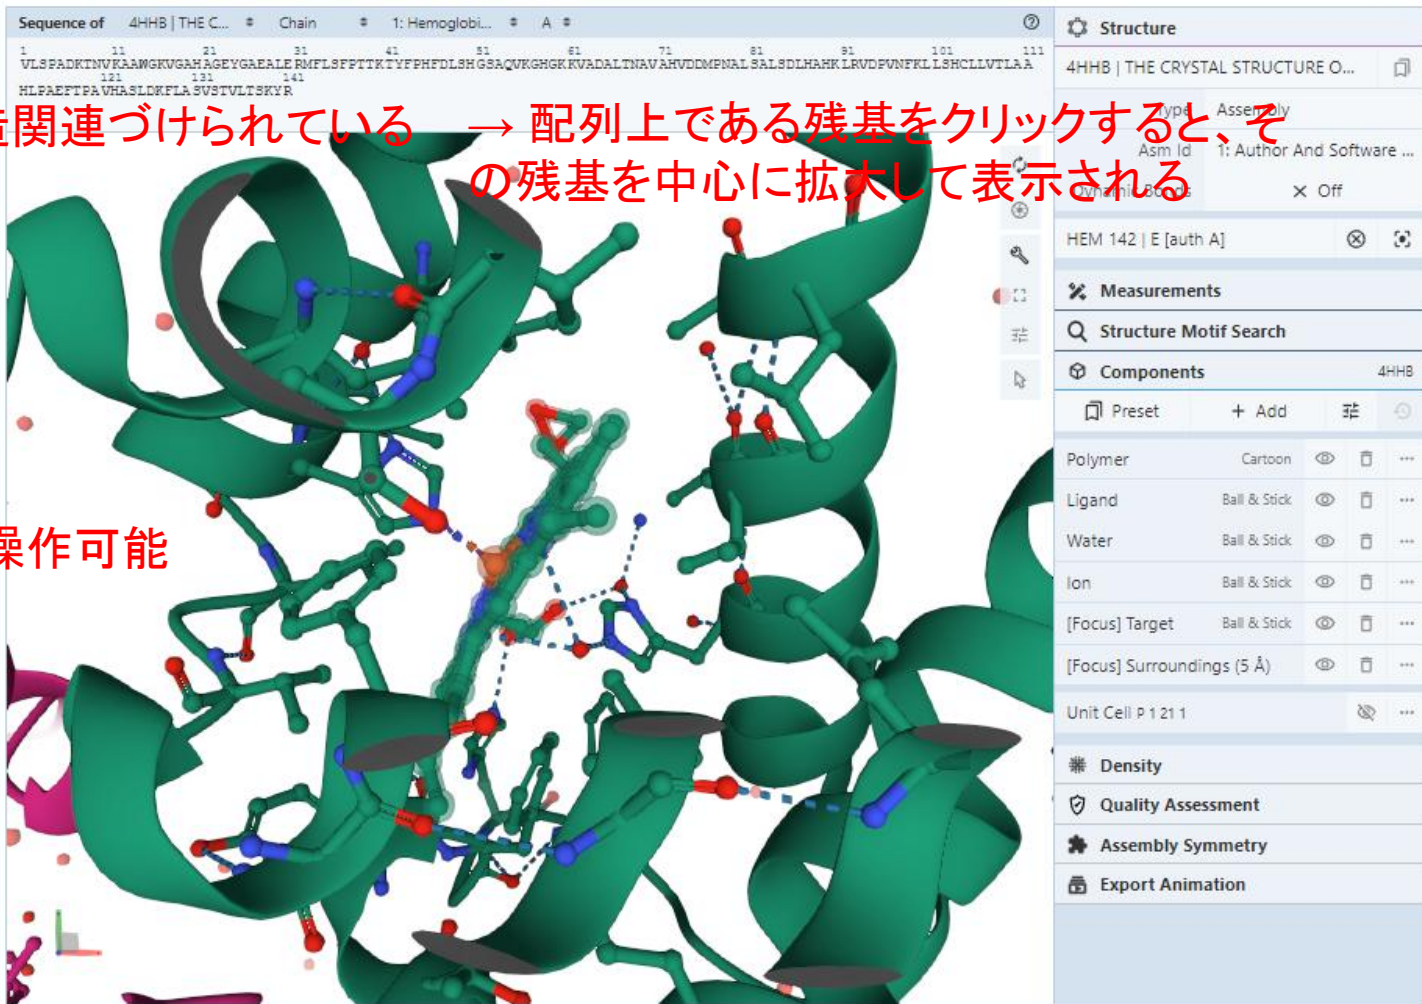 Sequence of 4HHB | THE C... Chain 1: Hemoglobi... A
1 11 21 31 41 51 61 71 81 91 101 111
VLSPADKTNVKAAWGKVGAHAGEYGAEALERMFLSFPTTKTYFPHFDLSHGSAQVKGHGKKVADALTNAVAHVDDMPNALSALSDLHAHKLRVDPVNFKLLSHCLLVTLAA
121 131 141
HLPAEFTPAVHASLDKFLASVSTVLTSKYR
関連づけられている → 配列上である残基をクリックすると、そ
の残基を中心に拡大して表示される
操作可能
Structure
4HHB | THE CRYSTAL STRUCTURE O...
Type Assembly
Asm Id 1: Author And Software ...
Dynamic Bonds × Off
HEM 142 | E [auth A]
Measurements
Structure Motif Search
Components 4HHB
Preset + Add
Polymer Cartoon
Ligand Ball & Stick
Water Ball & Stick
Ion Ball & Stick
[Focus] Target Ball & Stick
[Focus] Surroundings (5 Å)
Unit Cell P 1 21 1
Density
Quality Assessment
Assembly Symmetry
Export Animation